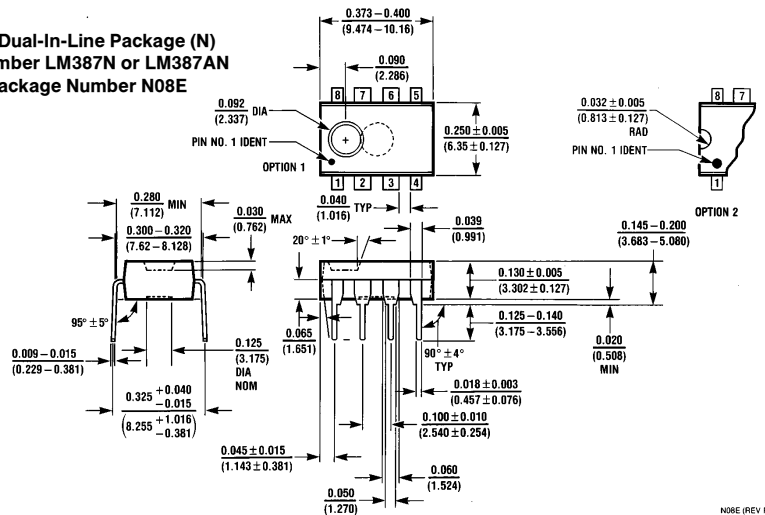 Dual-In-Line Package (N)
mber LM387N or LM387AN
ackage Number N08E
0.373 – 0.400
(9.474 – 10.16)
0.090
(2.286)
8 7 6 5
0.092
(2.337) DIA
PIN NO. 1 IDENT
OPTION 1
1 2 3 4
0.250 ± 0.005
(6.35 ± 0.127)
0.032 ± 0.005
(0.813 ± 0.127)
RAD
PIN NO. 1 IDENT
8 7
1
OPTION 2
0.280
(7.112) MIN
0.300 – 0.320
(7.62 – 8.128)
0.030
(0.762) MAX
0.040
(1.016) TYP
0.039
(0.991)
20° ± 1°
0.145 – 0.200
(3.683 – 5.080)
0.130 ± 0.005
(3.302 ± 0.127)
0.125 – 0.140
(3.175 – 3.556)
0.020
(0.508)
MIN
95° ± 5°
0.009 – 0.015
(0.229 – 0.381)
0.125
(3.175)
DIA
NOM
0.065
(1.651)
90° ± 4°
TYP
0.018 ± 0.003
(0.457 ± 0.076)
0.100 ± 0.010
(2.540 ± 0.254)
0.325 +0.040 −0.015
(8.255 +1.016 −0.381)
0.045 ± 0.015
(1.143 ± 0.381)
0.060
(1.524)
0.050
(1.270)
N08E (REV